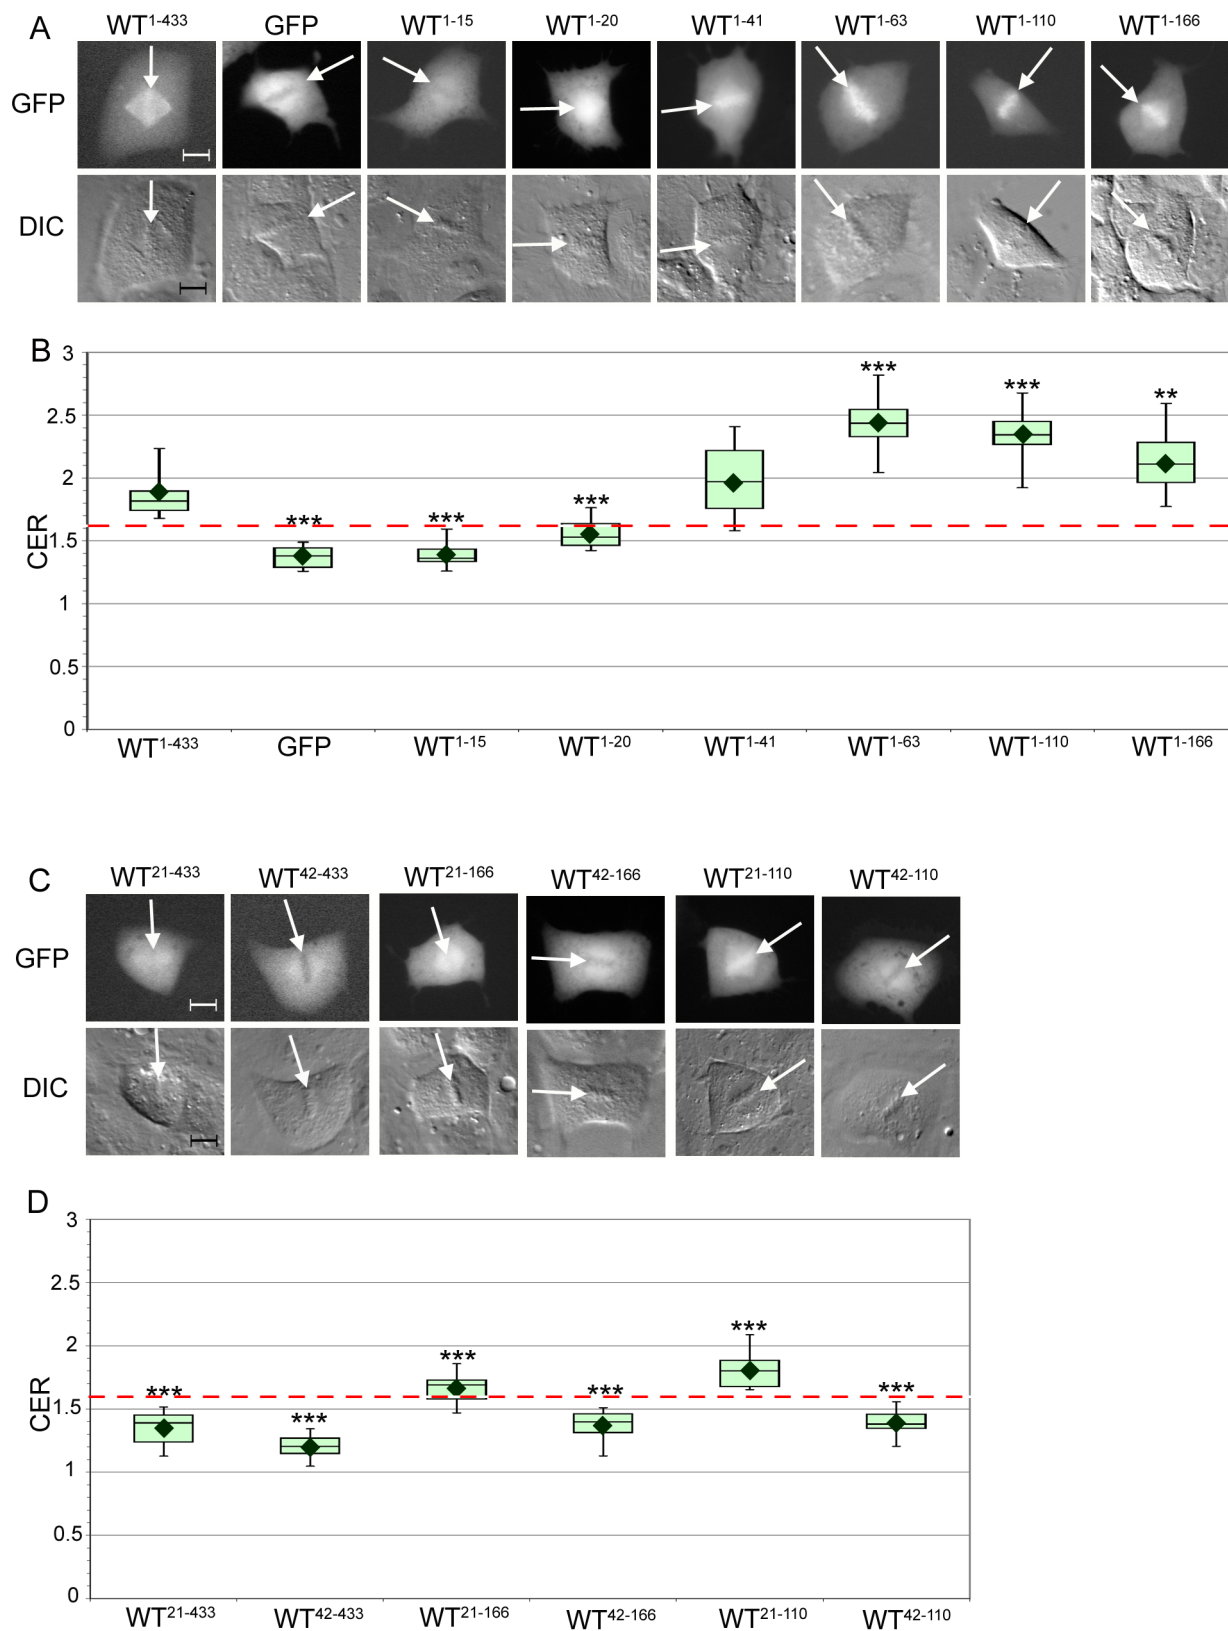 A
WT1-433 GFP WT1-15 WT1-20 WT1-41 WT1-63 WT1-110 WT1-166
GFP
DIC
B
3
2.5
2
1.5
1
0.5
0
CER
*** *** *** *** *** **
WT1-433 GFP WT1-15 WT1-20 WT1-41 WT1-63 WT1-110 WT1-166
C
WT21-433 WT42-433 WT21-166 WT42-166 WT21-110 WT42-110
GFP
DIC
D
3
2.5
2
1.5
1
0.5
0
CER
*** *** *** *** *** ***
WT21-433 WT42-433 WT21-166 WT42-166 WT21-110 WT42-110